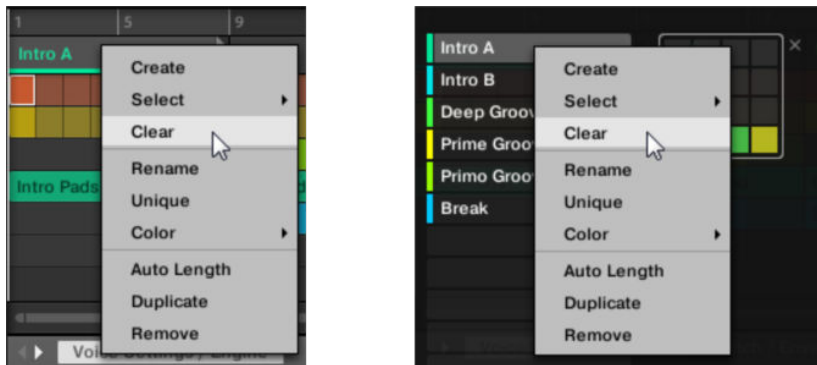 1 5 9
Intro A
Create
Select
Clear
Rename
Intro Pads
Unique
Color
Auto Length
Duplicate
Remove
Intro A
Intro B
Deep Groov
Prime Groo
Primo Groo
Break
Create
Select
Clear
Rename
Unique
Color
Auto Length
Duplicate
Remove